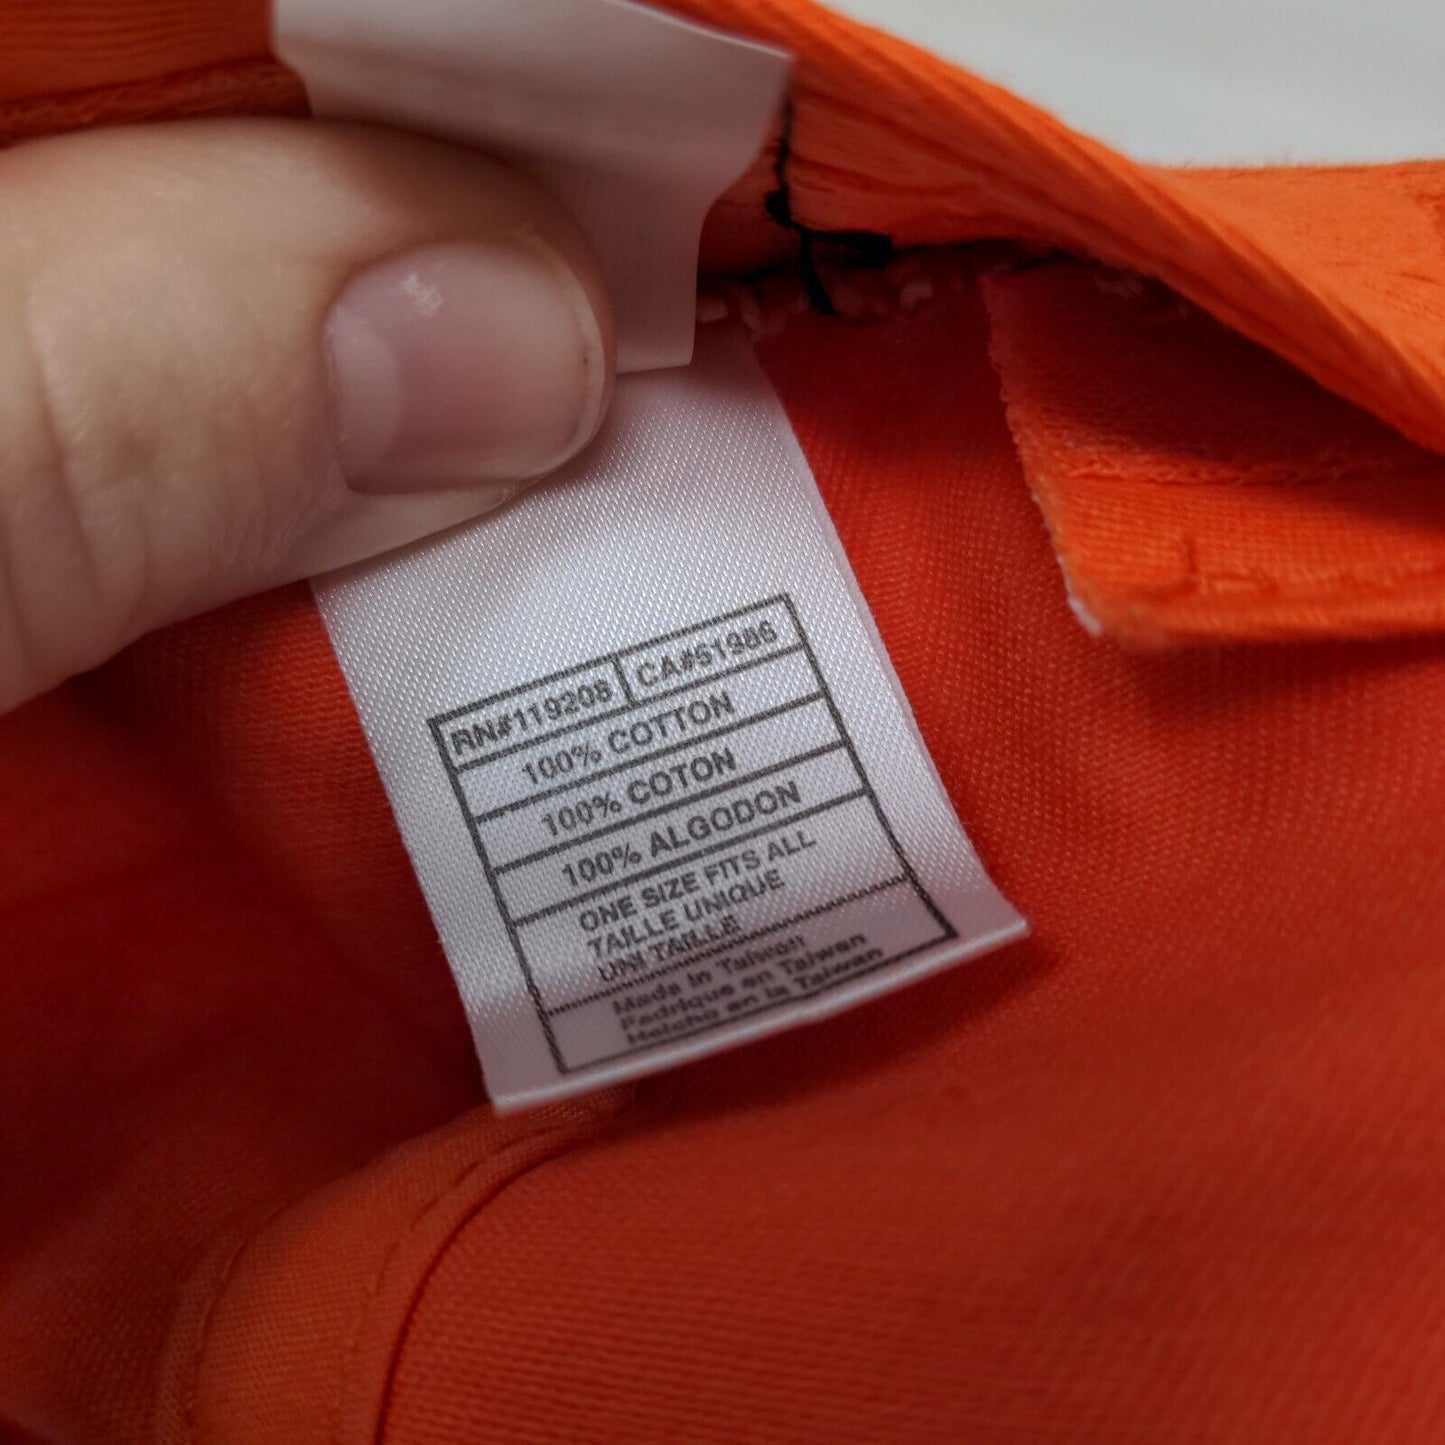 RN#119208 CA#51986
100% COTTON
100% COTON
100% ALGODON
ONE SIZE FITS ALL
TAILLE UNIQUE
UNI TAILLE
Made in Taiwan
en Taiwan
Hecho en la Taiwan